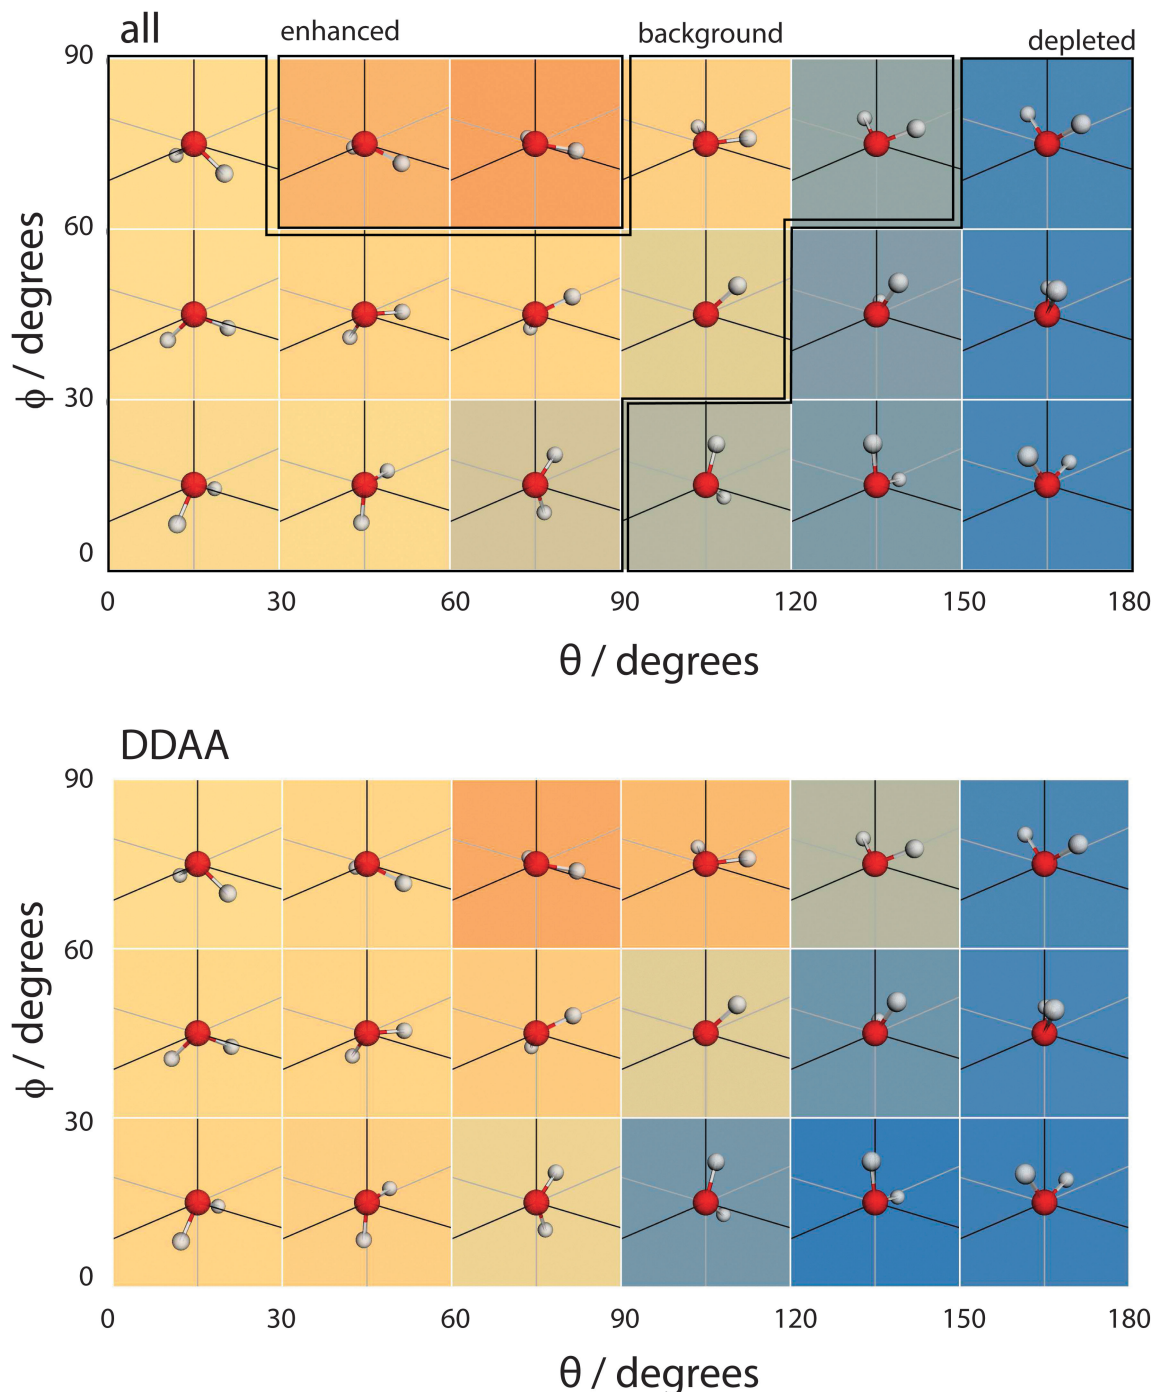 all
enhanced
background
depleted
90
60
30
0
ϕ / degrees
0 30 60 90 120 150 180
θ / degrees
DDAA
90
60
30
0
ϕ / degrees
0 30 60 90 120 150 180
θ / degrees